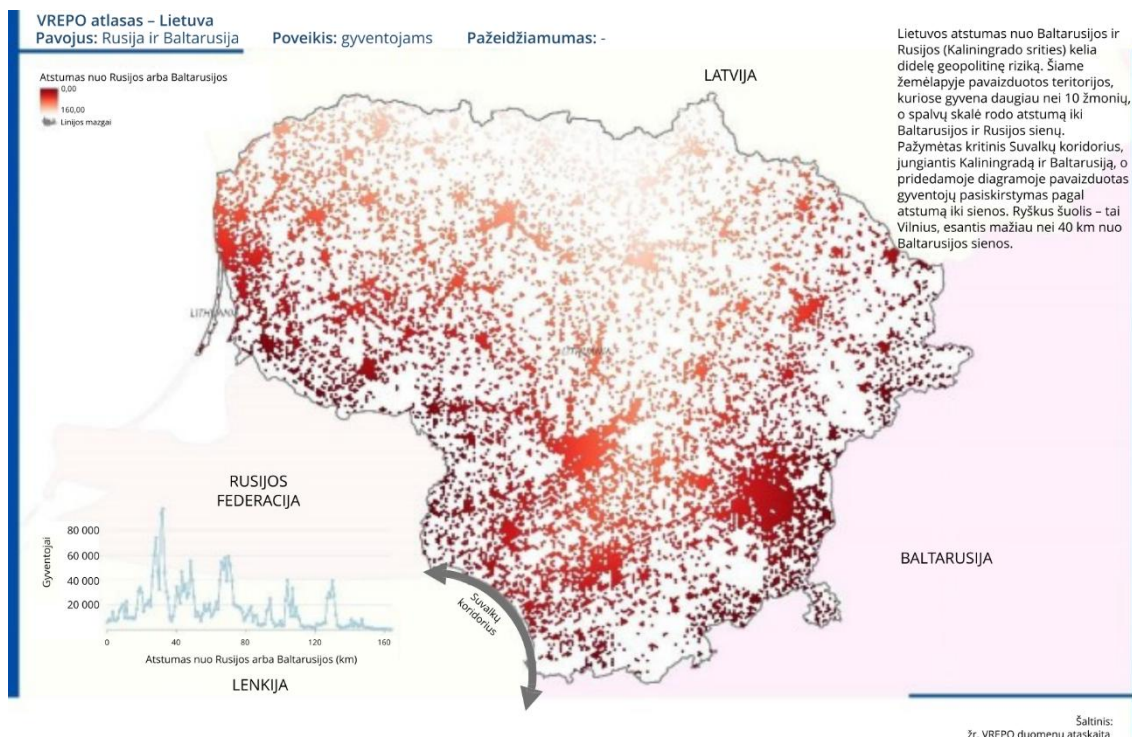 VREPO atlasas – Lietuva
Pavojus: Rusija ir Baltarusija Poveikis: gyventojams Pažeidžiamumas: -
Lietuvos atstumas nuo Baltarusijos ir
Rusijos (Kaliningrado srities) kelia
didelę geopolitinę riziką. Šiame
žemėlapyje pavaizduotos teritorijos,
kuriose gyvena daugiau nei 10 žmonių,
o spalvų skalė rodo atstumą iki
Baltarusijos ir Rusijos sienų.
Pažymėtas kritinis Suvalkų koridorius,
jungiantis Kaliningradą ir Baltarusiją, o
pridedamoje diagramoje pavaizduotas
gyventojų pasiskirstymas pagal
atstumą iki sienos. Ryškus šuolis – tai
Vilnius, esantis mažiau nei 40 km nuo
Baltarusijos sienos.
Atstumas nuo Rusijos arba Baltarusijos
0,00
160,00
Linijos mazgai
LATVIJA
LITHUANIA
LITHUANIA
RUSIJOS
FEDERACIJA
BALTARUSIJA
Suvalkų
koridorius
Gyventojai
80 000
60 000
40 000
20 000
0 40 80 120 160
Atstumas nuo Rusijos arba Baltarusijos (km)
LENKIJA
Šaltinis:
žr. VREPO duomenų ataskaita